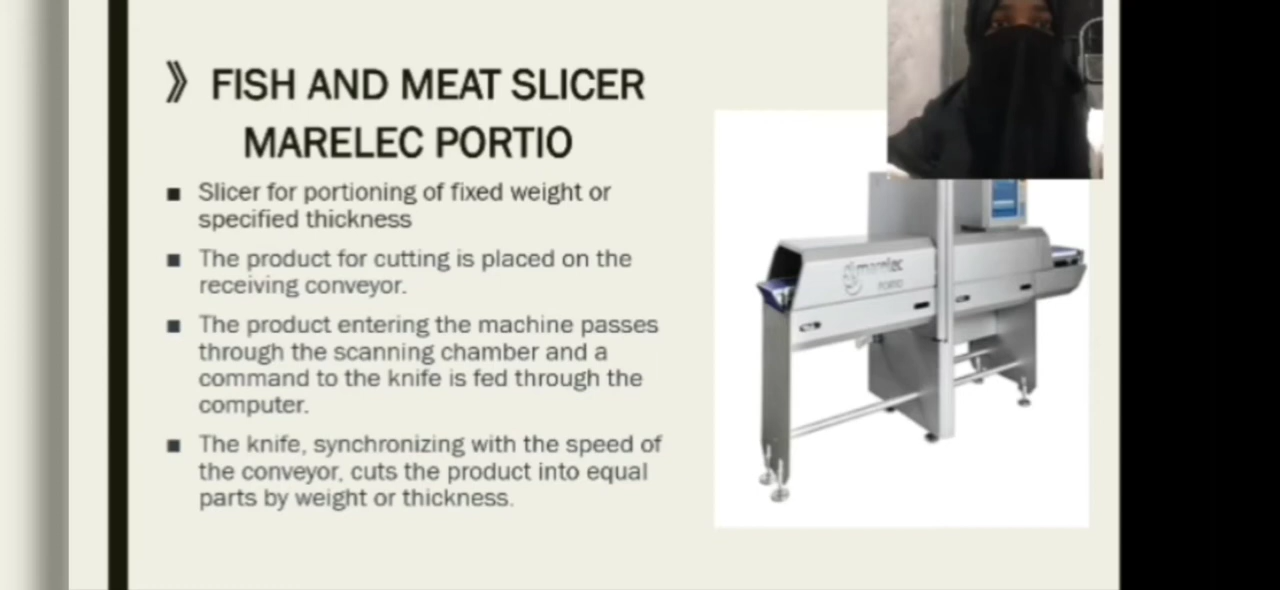 》 FISH AND MEAT SLICER
MARELEC PORTIO
■ Slicer for portioning of fixed weight or
specified thickness
■ The product for cutting is placed on the
receiving conveyor.
■ The product entering the machine passes
through the scanning chamber and a
command to the knife is fed through the
computer.
■ The knife, synchronizing with the speed of
the conveyor, cuts the product into equal
parts by weight or thickness.
marelec
PORTIO